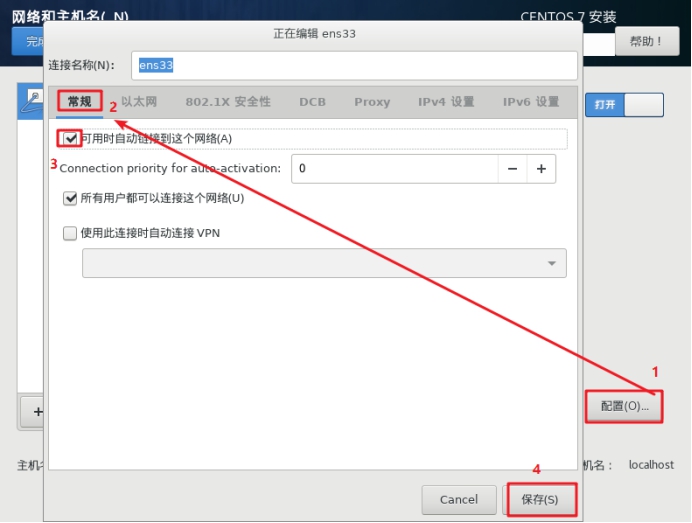 网络和主机名( N)
CENTOS 7 安装
正在编辑 ens33
完成
帮助！
连接名称(N):
ens33
常规
2
以太网
802.1X 安全性
DCB
Proxy
IPv4 设置
IPv6 设置
打开
可用时自动链接到这个网络(A)
3
Connection priority for auto-activation:
0
−
+
所有用户都可以连接这个网络(U)
使用此连接时自动连接 VPN
1
+
配置(O)...
主机名
机名：
localhost
4
Cancel
保存(S)